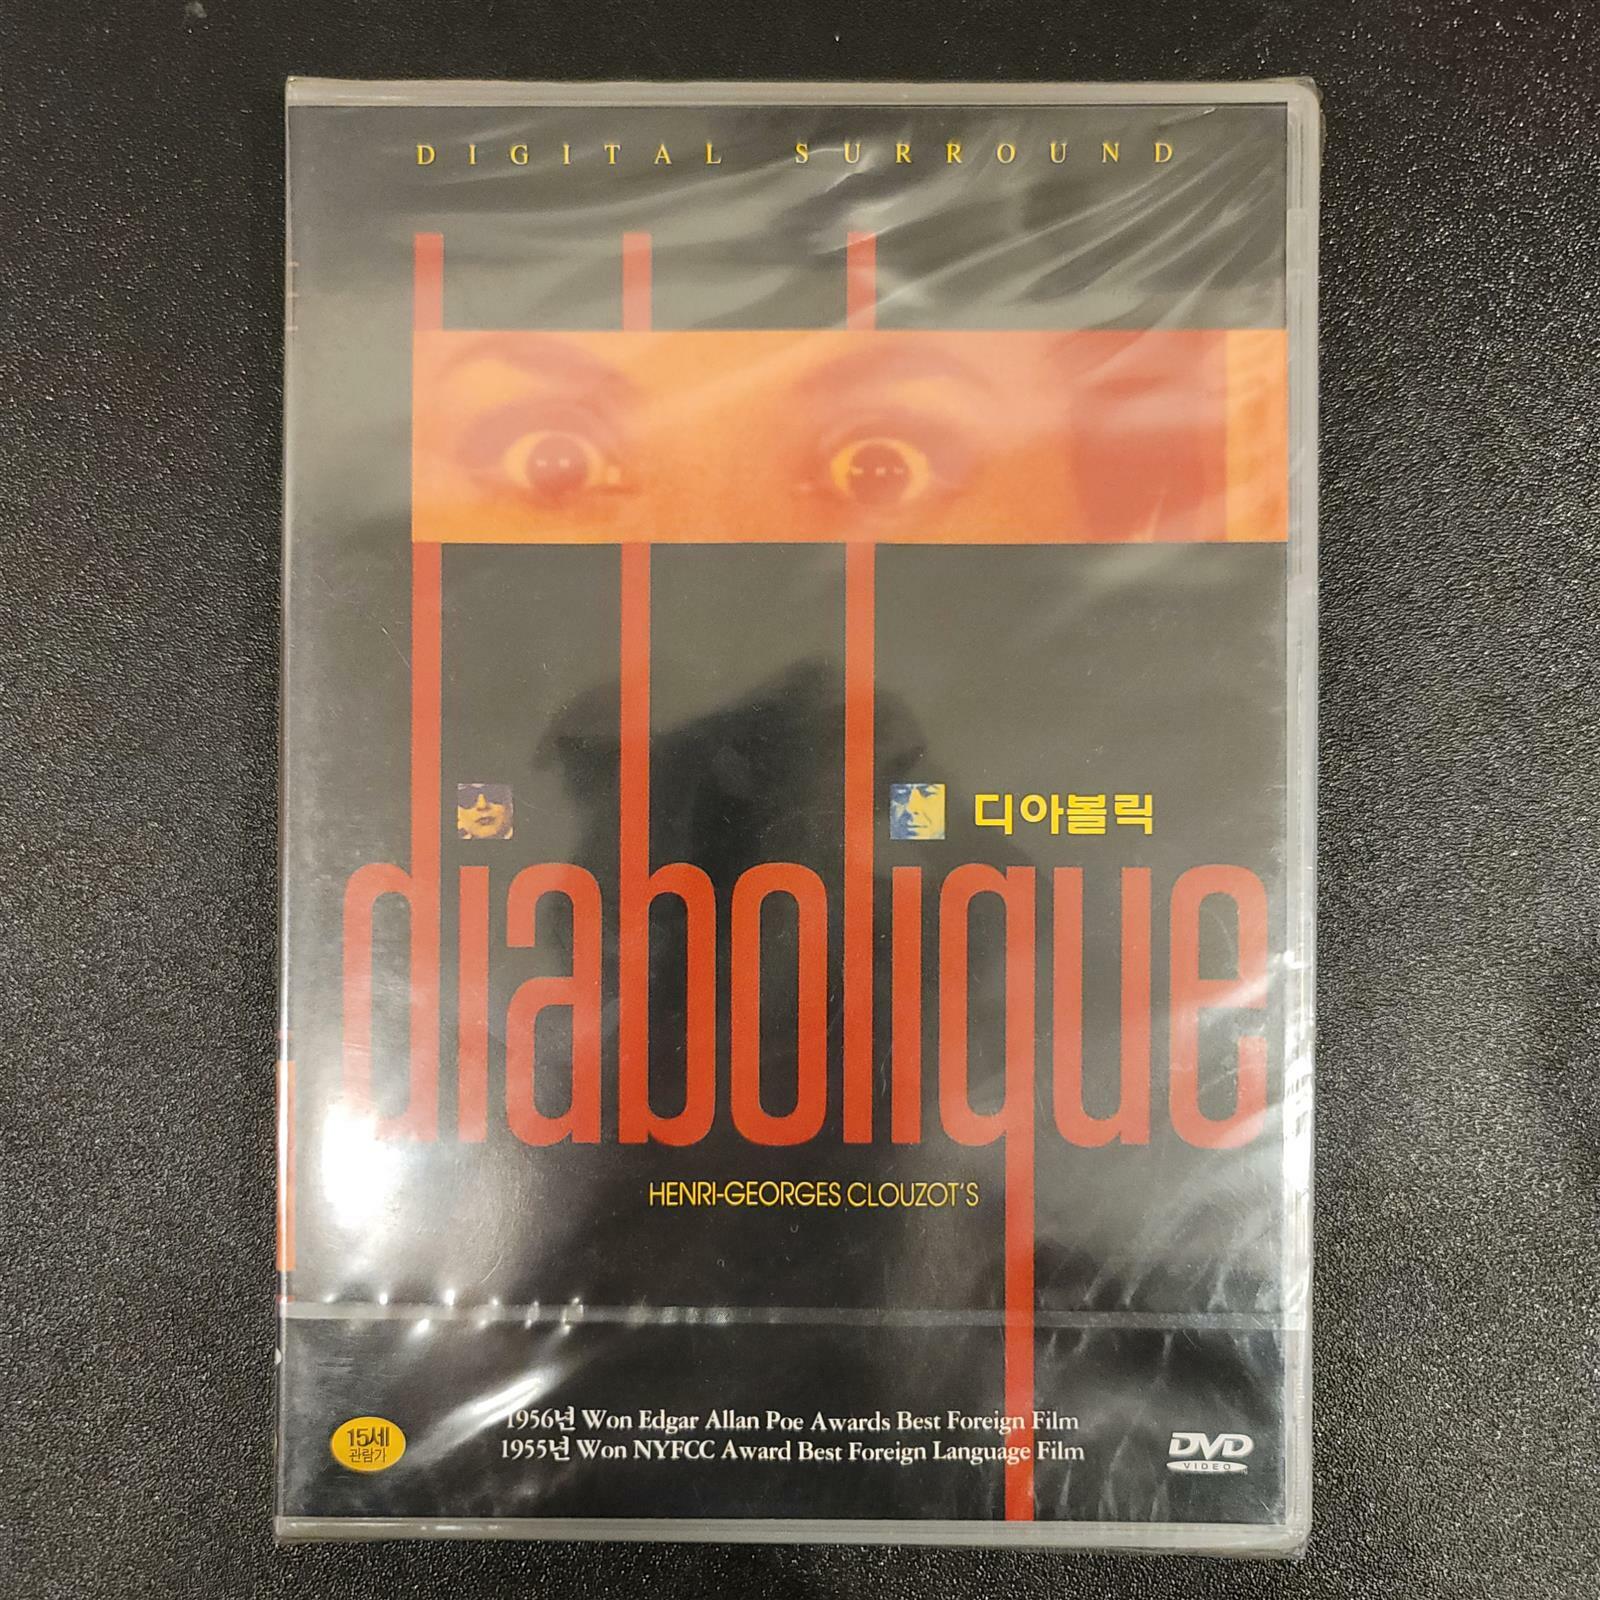 DIGITAL SURROUND
디아볼릭
diabolique
HENRI-GEORGES CLOUZOT'S
1956년 Won Edgar Allan Poe Awards Best Foreign Film
1955년 Won NYFCC Award Best Foreign Language Film
15세
관람가
DVD
VIDEO